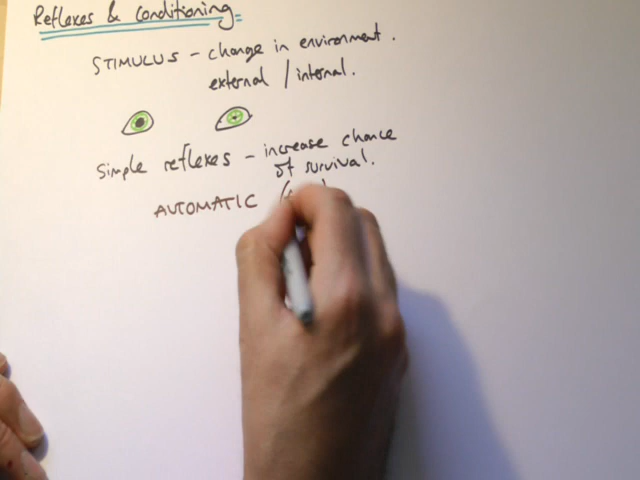 Reflexes & conditioning
STIMULUS - change in environment.
external / internal.
Simple reflexes - increase chance
of survival.
AUTOMATIC (